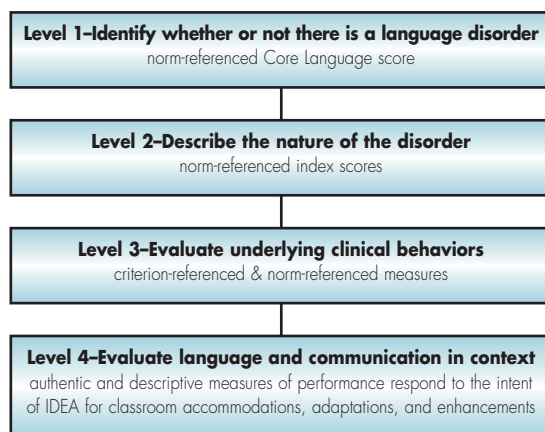 Level 1–Identify whether or not there is a language disorder
norm-referenced Core Language score
Level 2–Describe the nature of the disorder
norm-referenced index scores
Level 3–Evaluate underlying clinical behaviors
criterion-referenced & norm-referenced measures
Level 4–Evaluate language and communication in context
authentic and descriptive measures of performance respond to the intent
of IDEA for classroom accommodations, adaptations, and enhancements